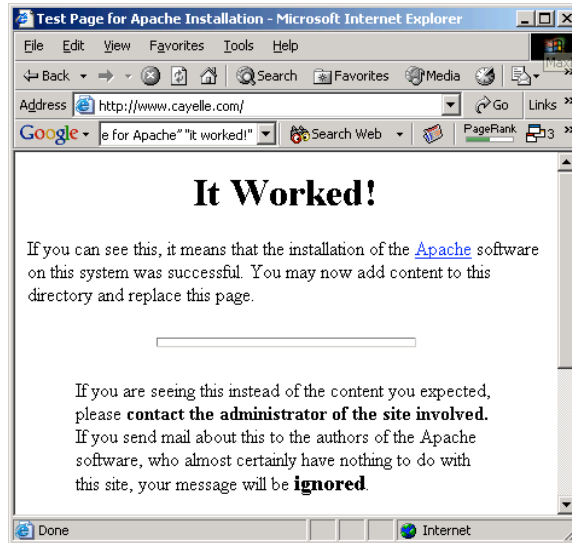 Test Page for Apache Installation - Microsoft Internet Explorer
File Edit View Favorites Tools Help
Max
Back Search Favorites Media
Address http://www.cayelle.com/ Go Links
Google e for Apache" "it worked!" Search Web PageRank 3
It Worked!
If you can see this, it means that the installation of the Apache software
on this system was successful. You may now add content to this
directory and replace this page.
If you are seeing this instead of the content you expected,
please contact the administrator of the site involved.
If you send mail about this to the authors of the Apache
software, who almost certainly have nothing to do with
this site, your message will be ignored.
Done Internet